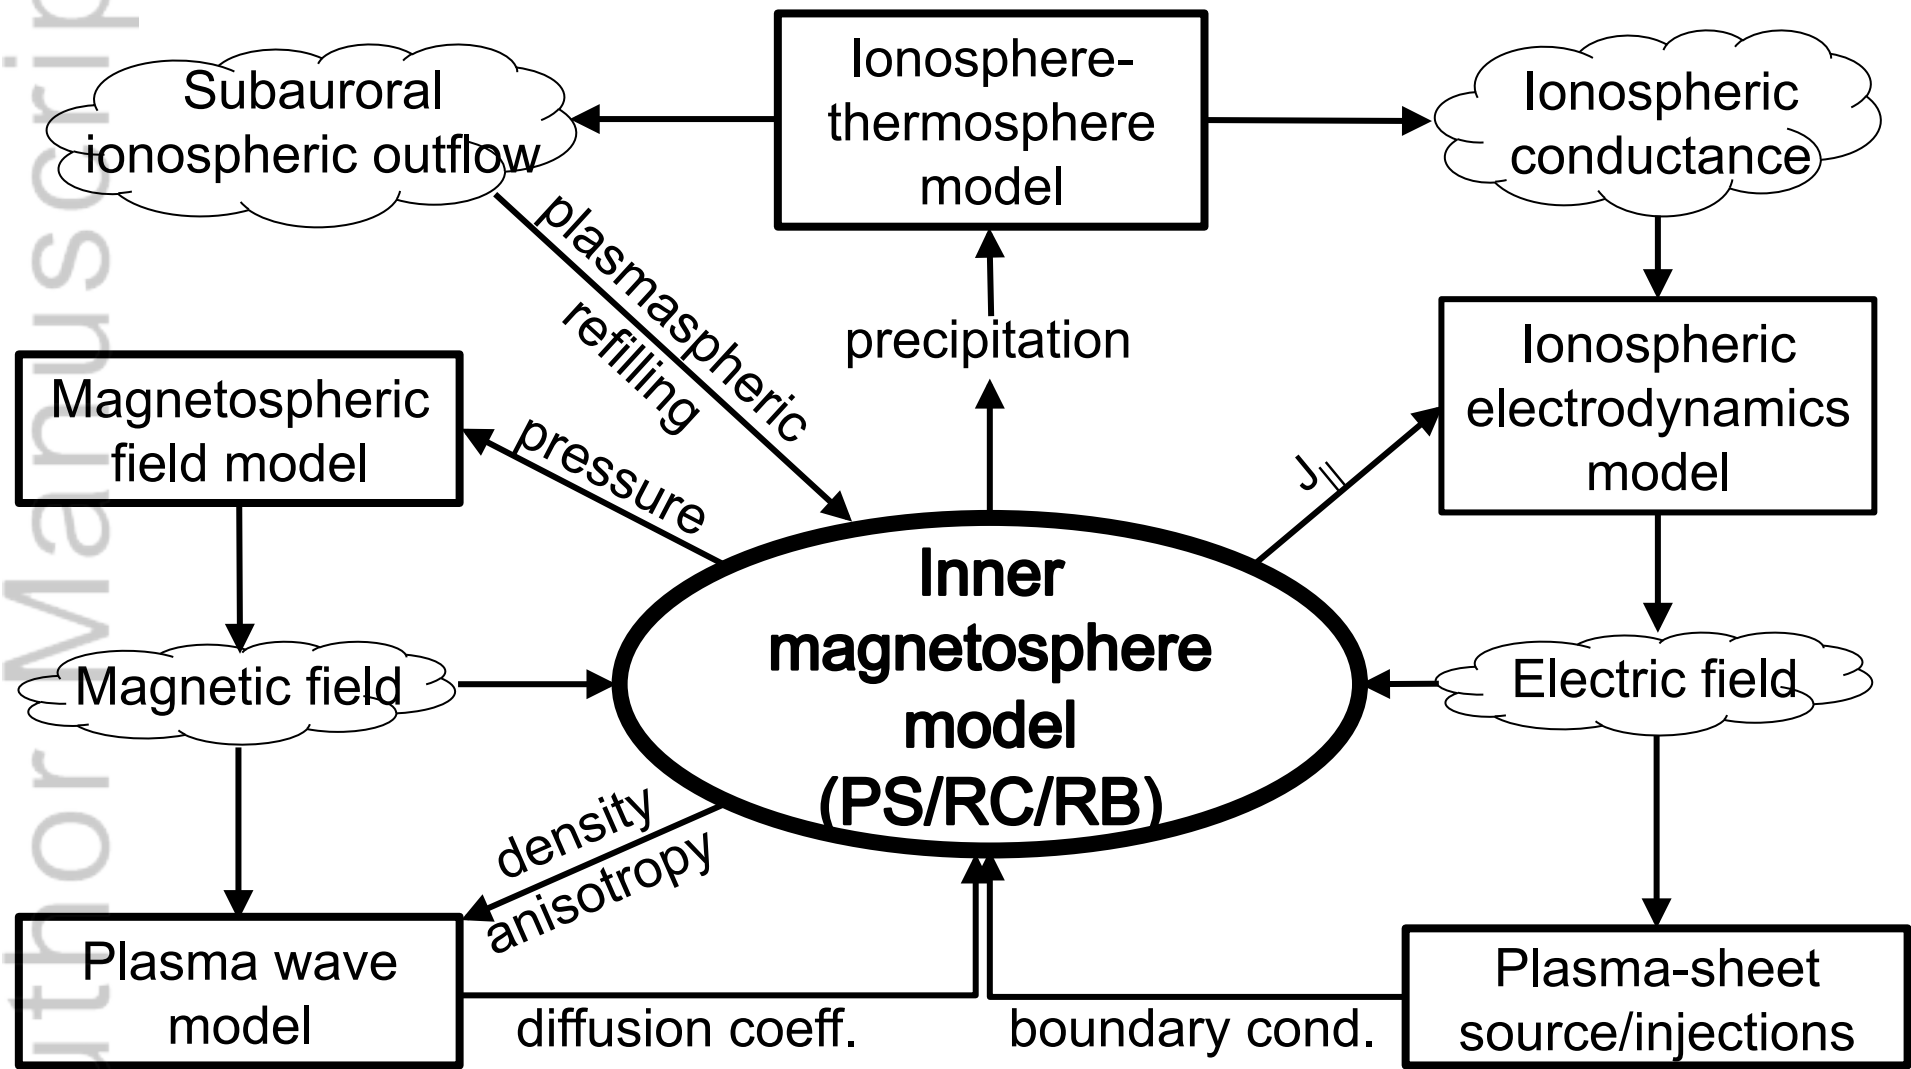 Subauroral
ionospheric outflow
Ionosphere-
thermosphere
model
Ionospheric
conductance
plasmaspheric
refilling
precipitation
Ionospheric
electrodynamics
model
Magnetospheric
field model
pressure
J||
Inner
magnetosphere
model
(PS/RC/RB)
Magnetic field
Electric field
density
anisotropy
Plasma wave
model
diffusion coeff.
boundary cond.
Plasma-sheet
source/injections
uthor Manuscrip